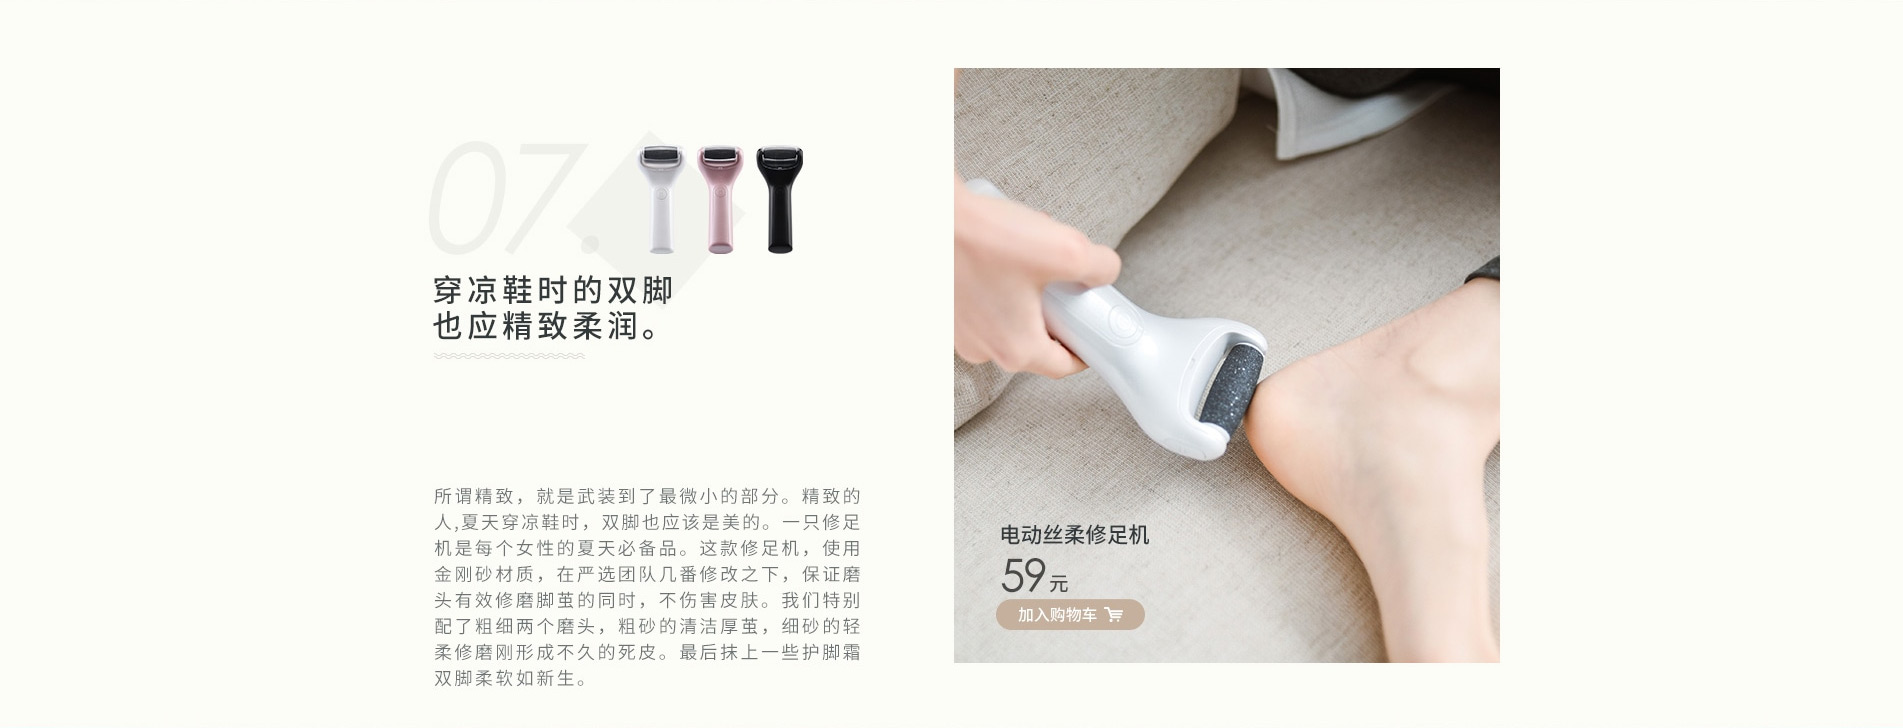 07.
穿凉鞋时的双脚
也应精致柔润。
所谓精致，就是武装到了最微小的部分。精致的
人,夏天穿凉鞋时，双脚也应该是美的。一只修足
机是每个女性的夏天必备品。这款修足机，使用
金刚砂材质，在严选团队几番修改之下，保证磨
头有效修磨脚茧的同时，不伤害皮肤。我们特别
配了粗细两个磨头，粗砂的清洁厚茧，细砂的轻
柔修磨刚形成不久的死皮。最后抹上一些护脚霜
双脚柔软如新生。
电动丝柔修足机
59元
加入购物车